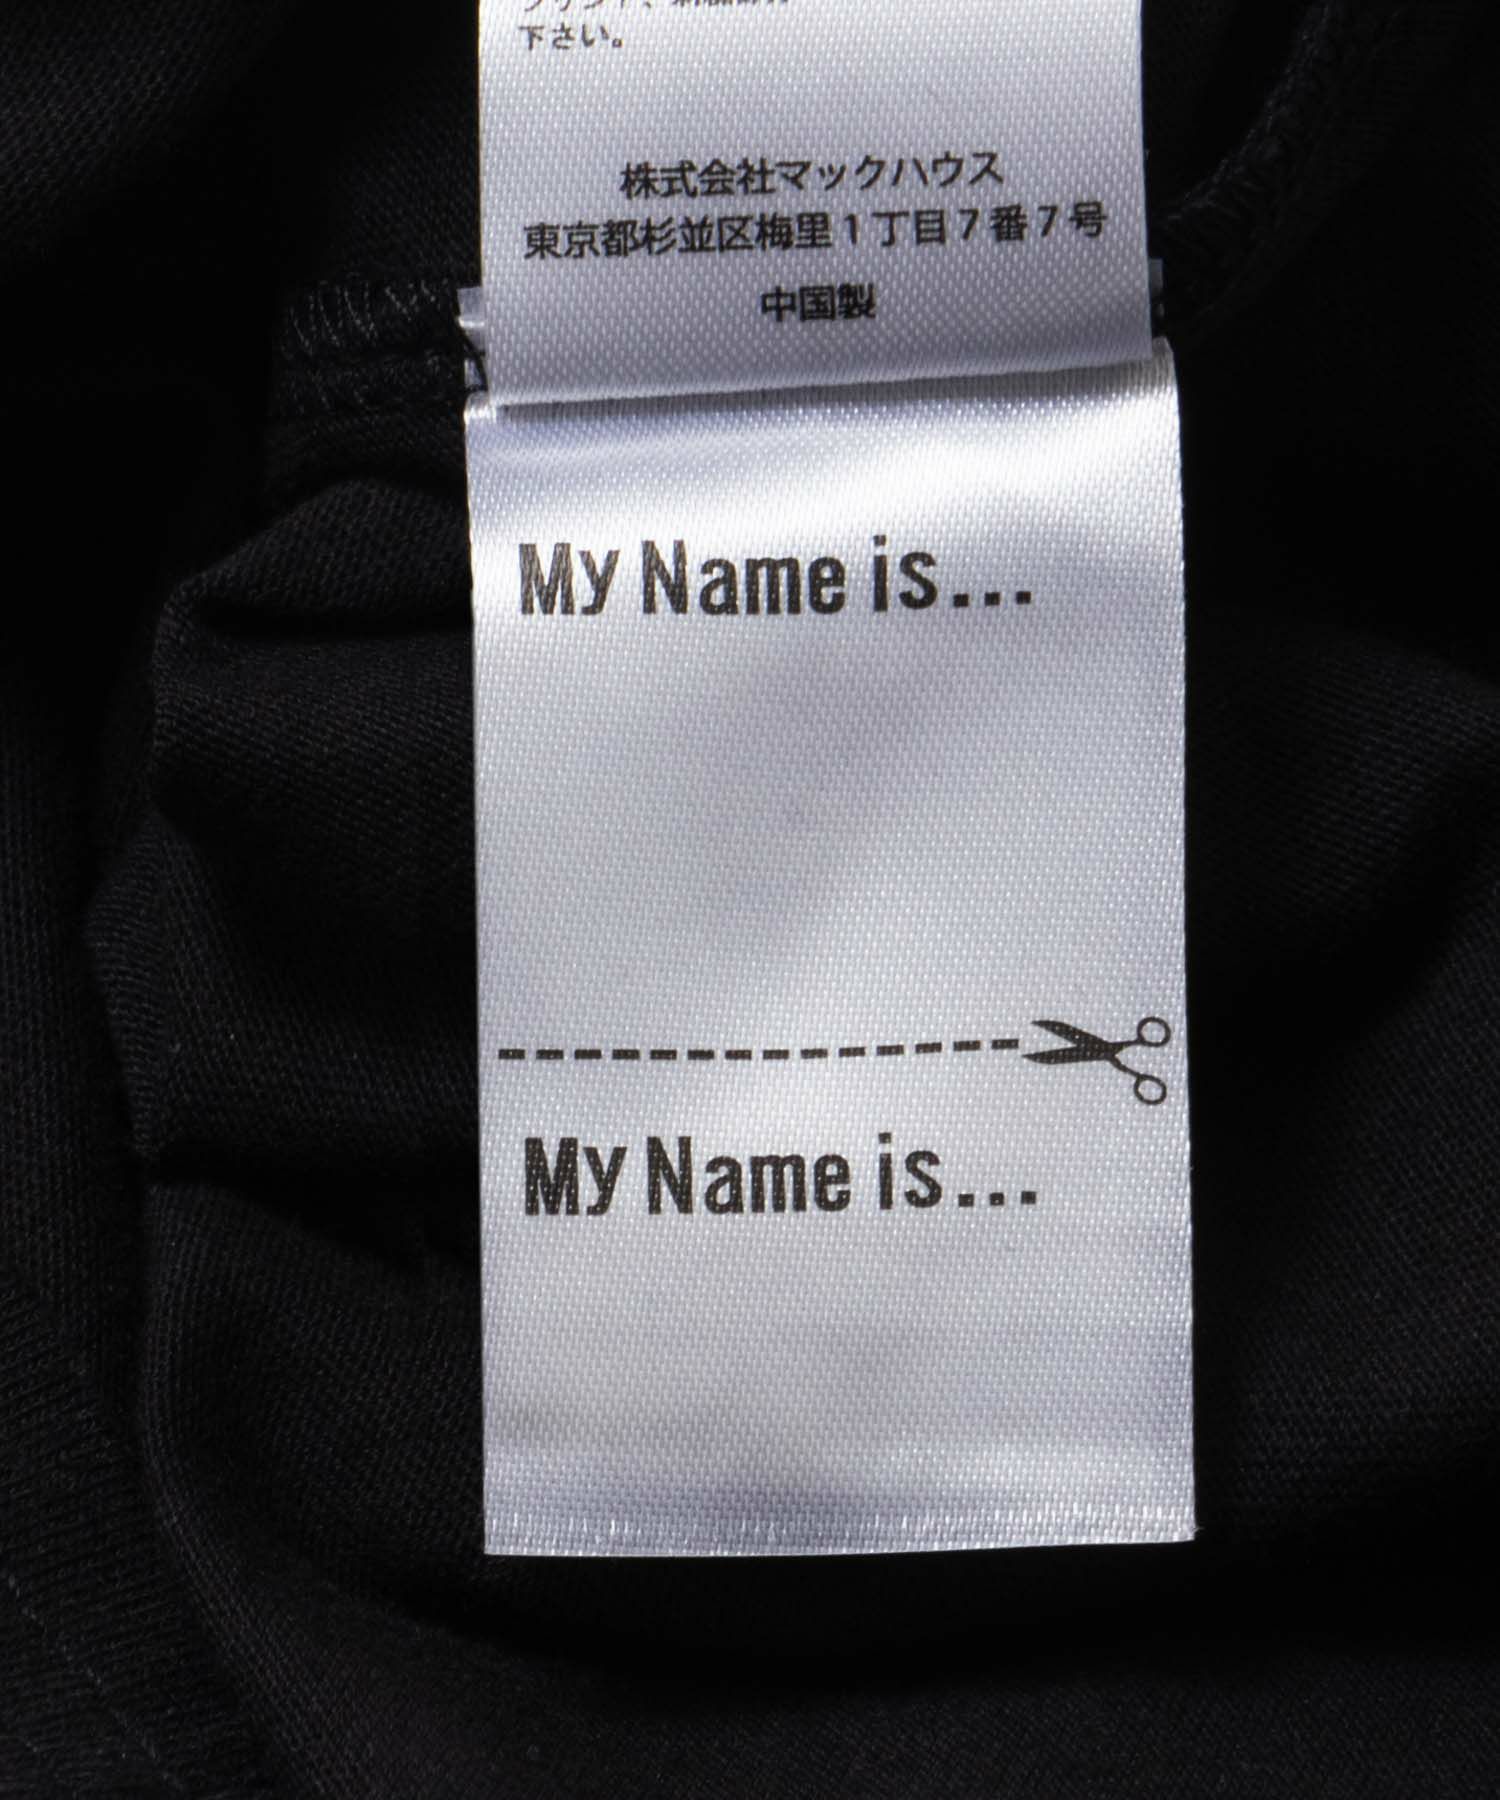 下さい。
株式会社マックハウス
東京都杉並区梅里1丁目7番7号
中国製
My Name is...
My Name is...